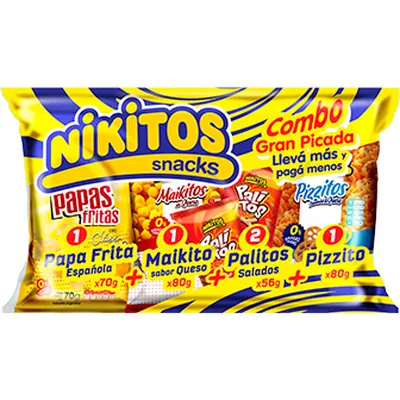 NiKiTOS
snacks
Combo
Gran Picada
Llevá más y
pagá menos
PAPAS
fritas
Maikitos
PALi
TOS
Pizzitos
0%
1
Papa Frita
Española
x70g
+
1
Maikito
sabor Queso
x80g
+
2
Palitos
Salados
x56g
+
1
Pizzito
x80g
70g